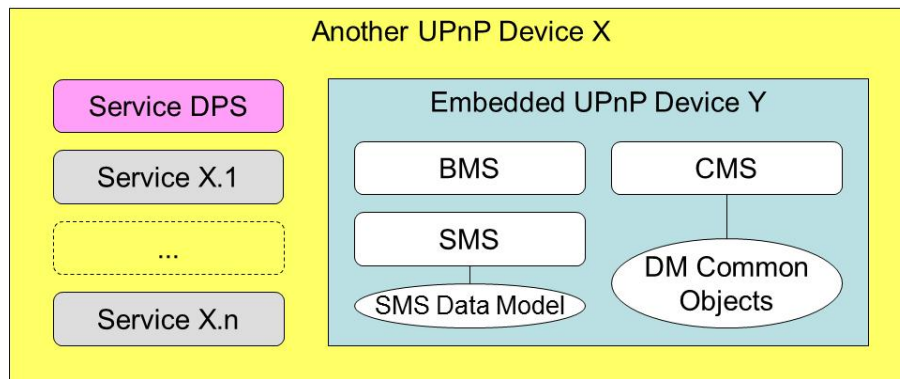 Another UPnP Device X
Service DPS
Service X.1
...
Service X.n
Embedded UPnP Device Y
BMS
CMS
SMS
SMS Data Model
DM Common
Objects